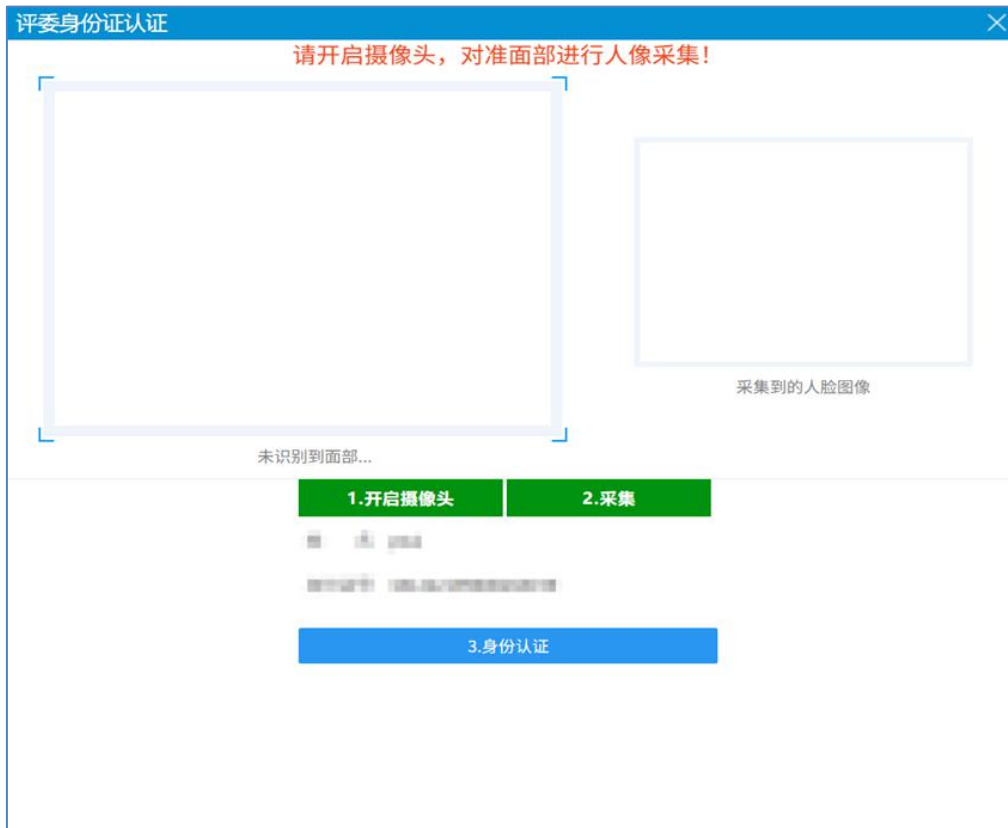 评委身份证认证
请开启摄像头，对准面部进行人像采集！
采集到的人脸图像
未识别到面部...
1.开启摄像头
2.采集
3.身份认证